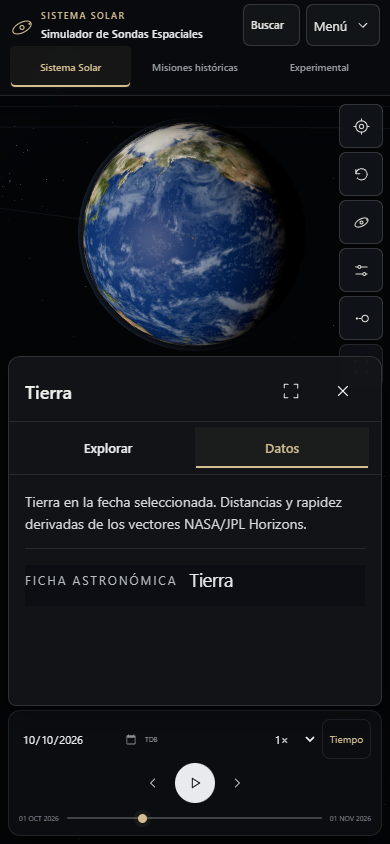 SISTEMA SOLAR
Simulador de Sondas Espaciales
Buscar
Menú
Sistema Solar
Misiones históricas
Experimental
Tierra
Explorar
Datos
Tierra en la fecha seleccionada. Distancias y rapidez
derivadas de los vectores NASA/JPL Horizons.
FICHA ASTRONÓMICA Tierra
10/10/2026
TDB
1×
Tiempo
01 OCT 2026
01 NOV 2026